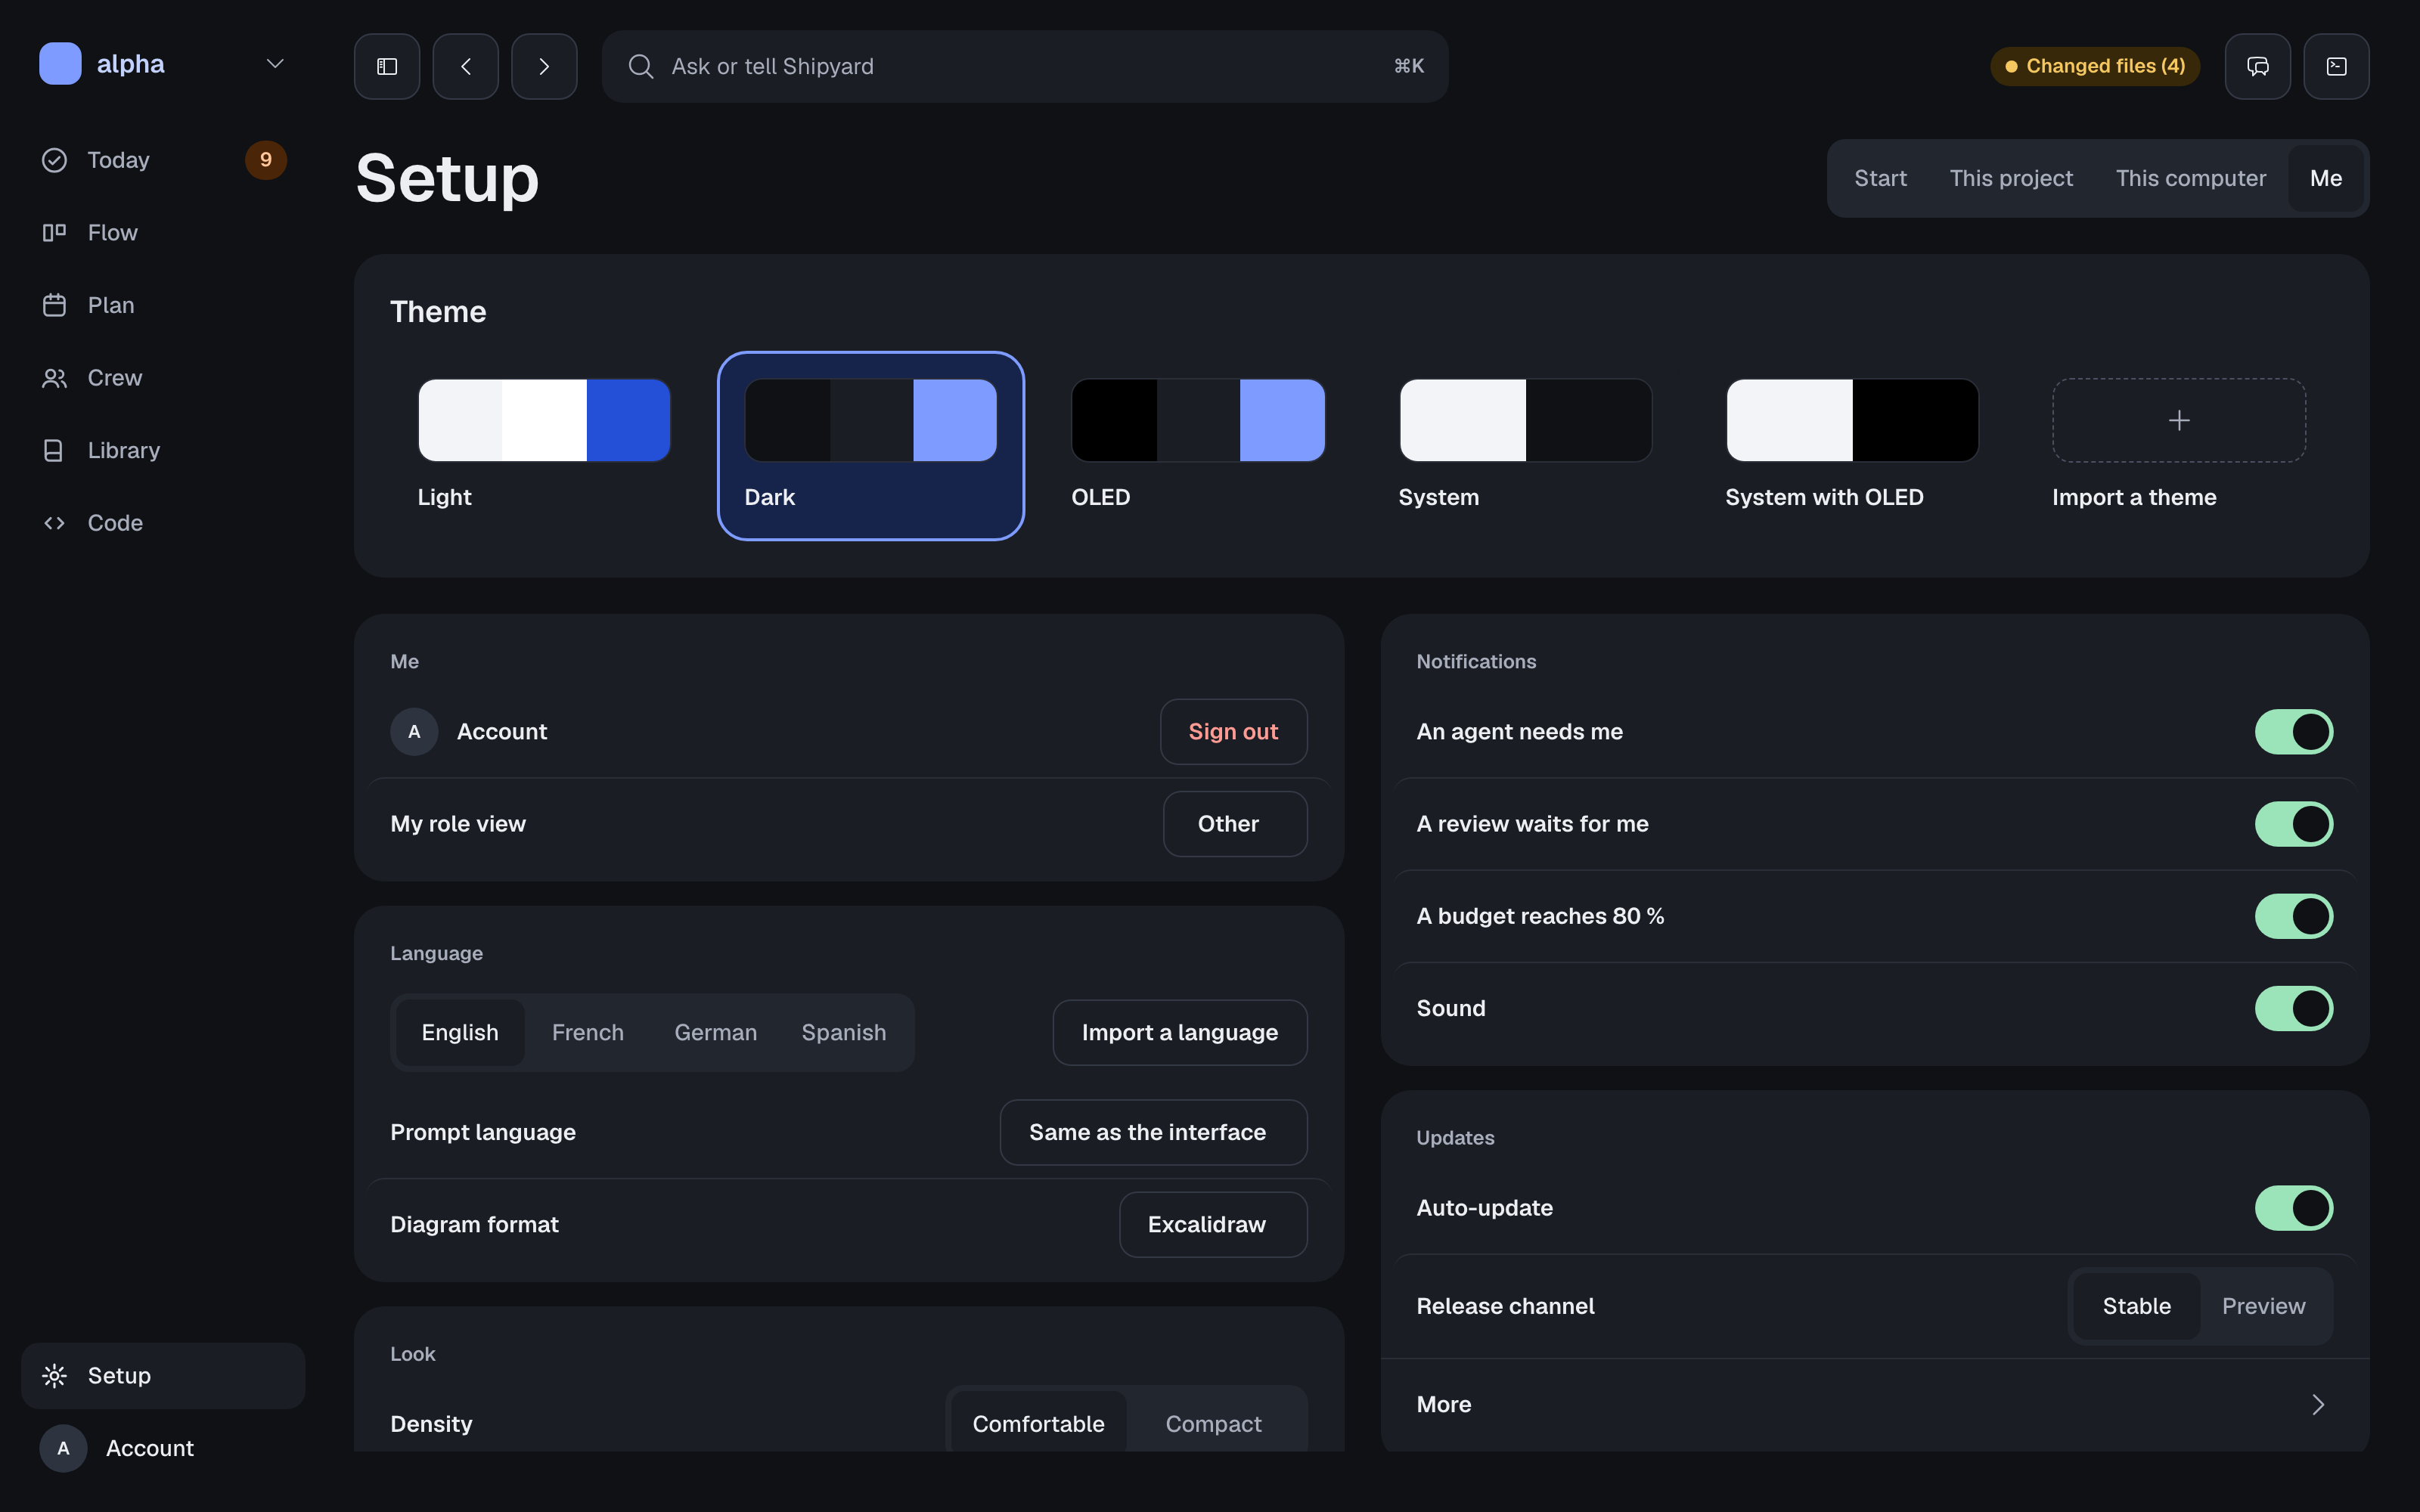 alpha
Ask or tell Shipyard
⌘K
Changed files (4)
Today
9
Flow
Plan
Crew
Library
Code
Setup
Account
A
Setup
Start
This project
This computer
Me
Theme
Light
Dark
OLED
System
System with OLED
Import a theme
Me
A
Account
Sign out
My role view
Other
Language
English
French
German
Spanish
Import a language
Prompt language
Same as the interface
Diagram format
Excalidraw
Look
Density
Comfortable
Compact
Notifications
An agent needs me
A review waits for me
A budget reaches 80 %
Sound
Updates
Auto-update
Release channel
Stable
Preview
More